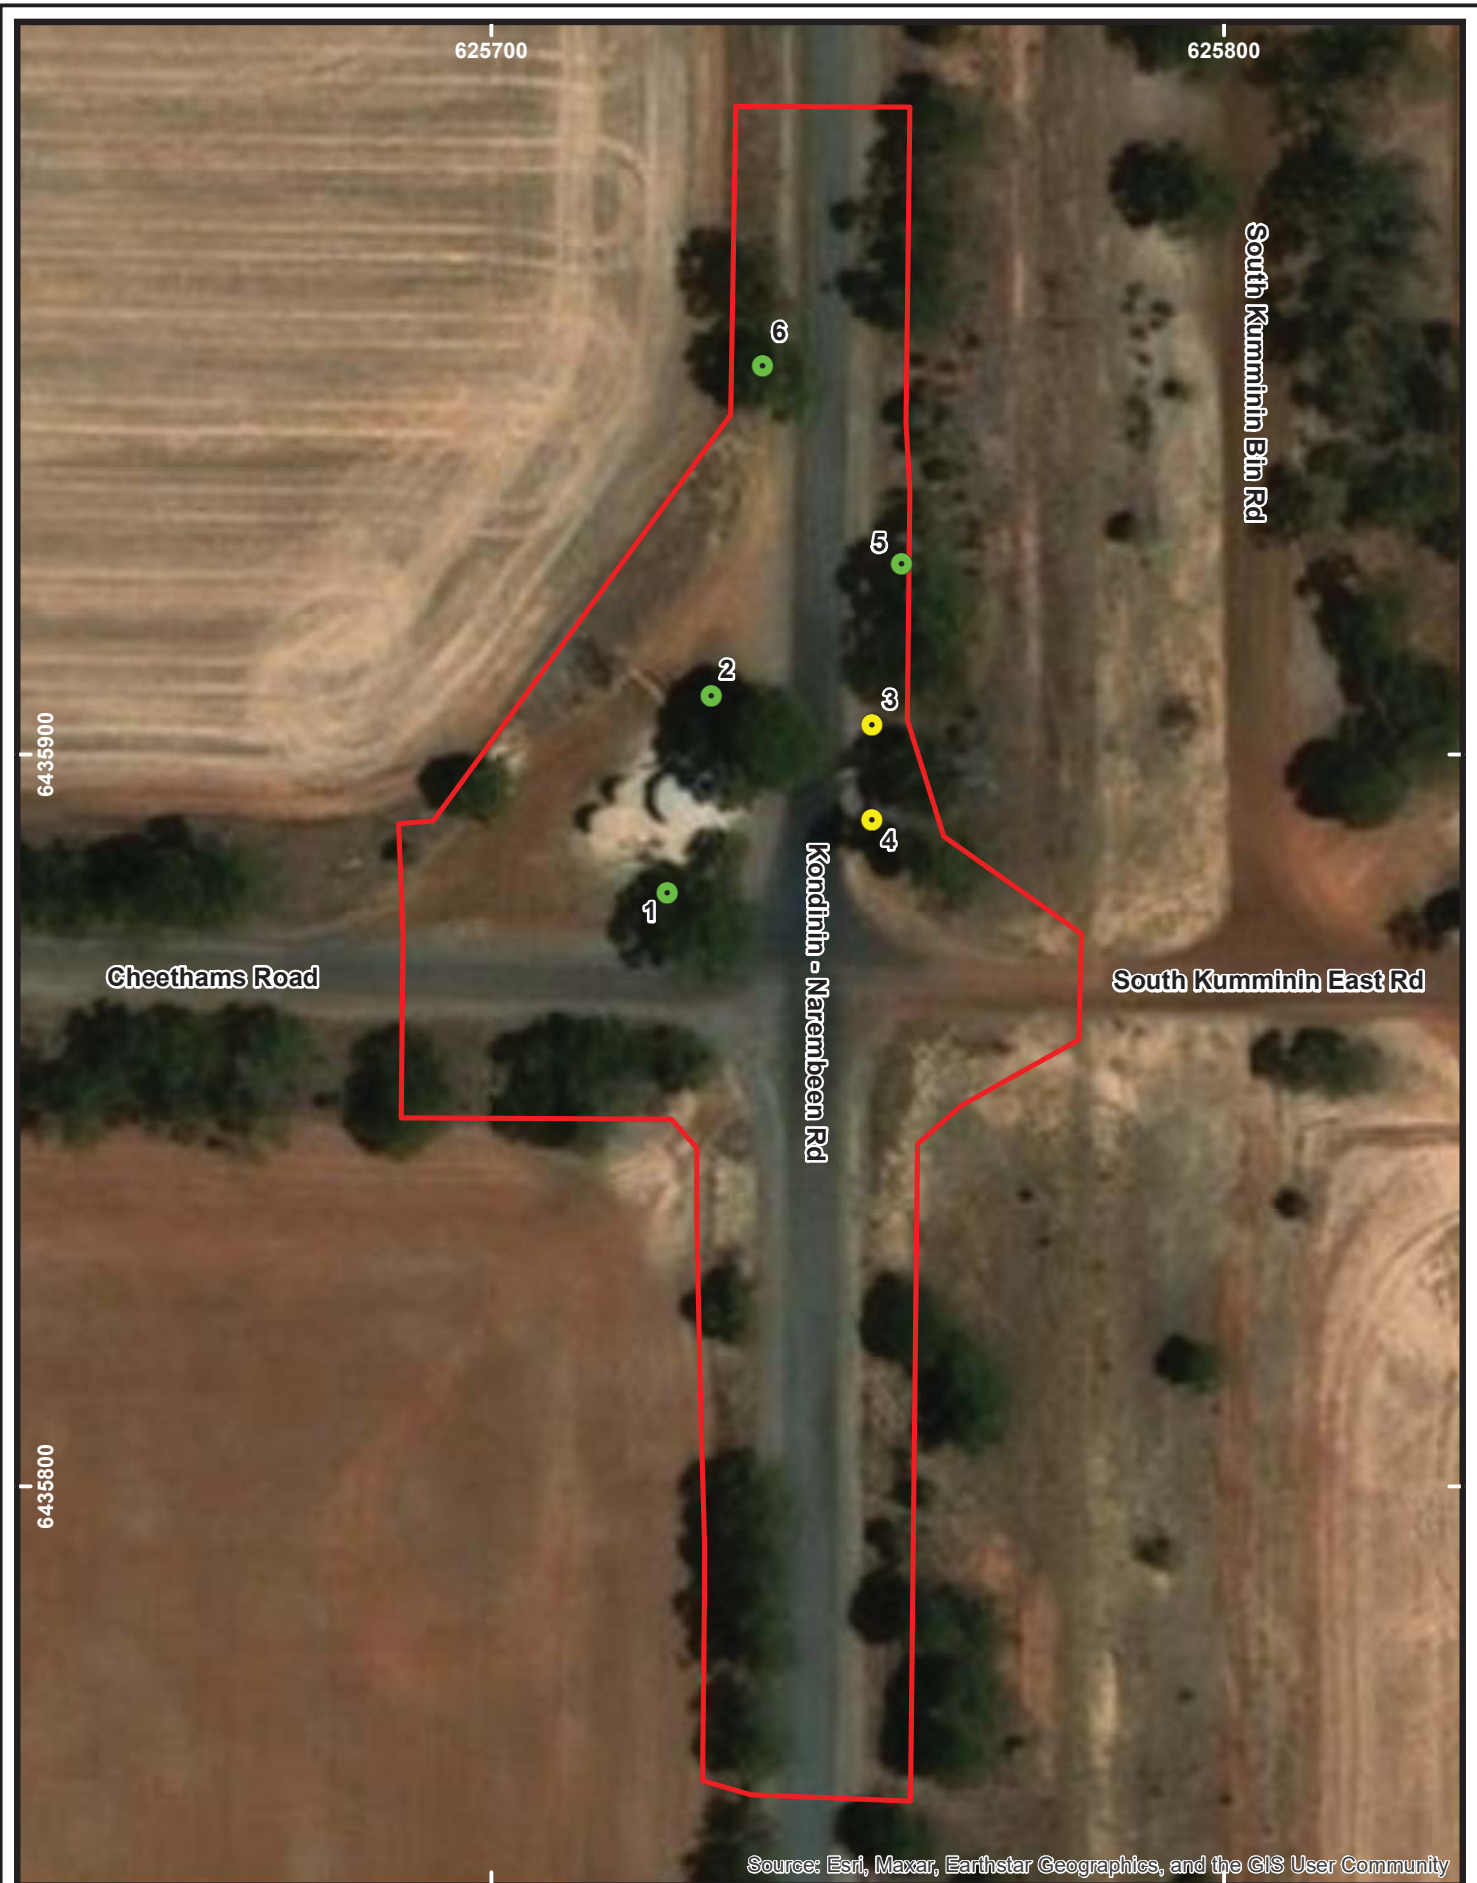 625700
625800
South Kumminin Bin Rd
6
5
2
3
6435900
4
Kondinin - Narembeen Rd
1
Cheethams Road
South Kumminin East Rd
6435800
Source: Esri, Maxar, Earthstar Geographics, and the GIS User Community